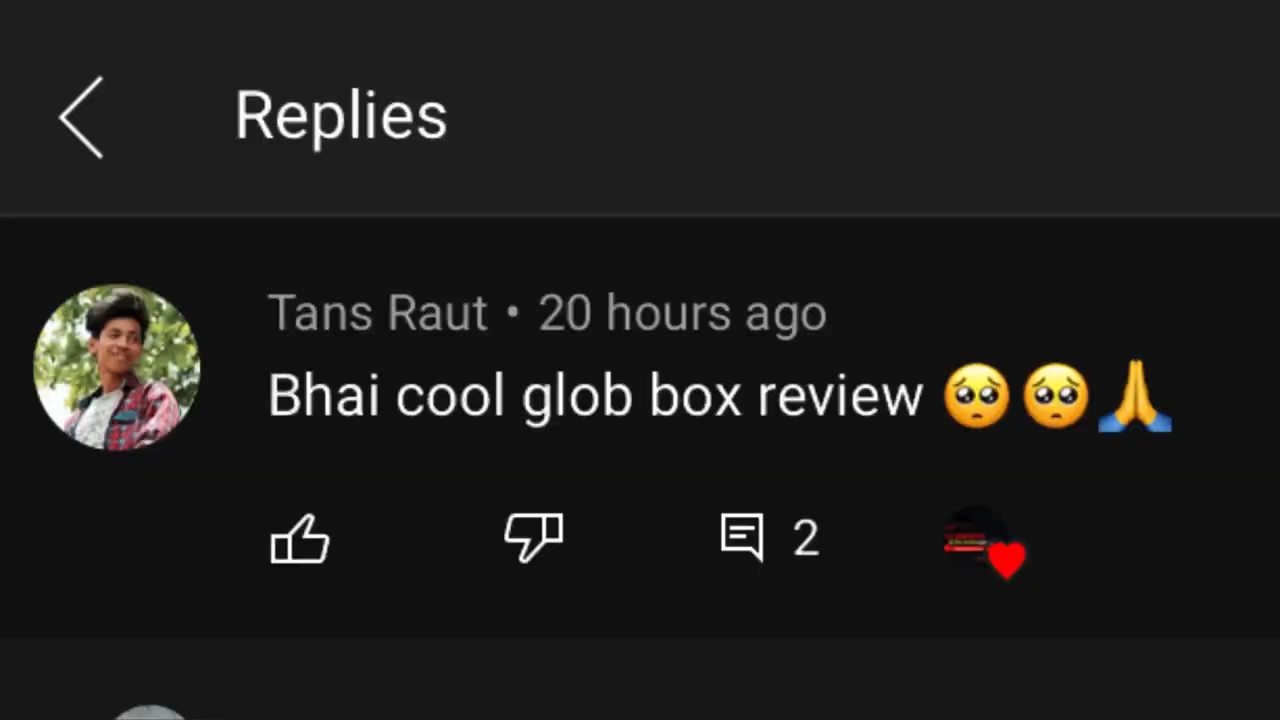 Replies
Tans Raut • 20 hours ago
Bhai cool glob box review 🥺🥺🙏
2